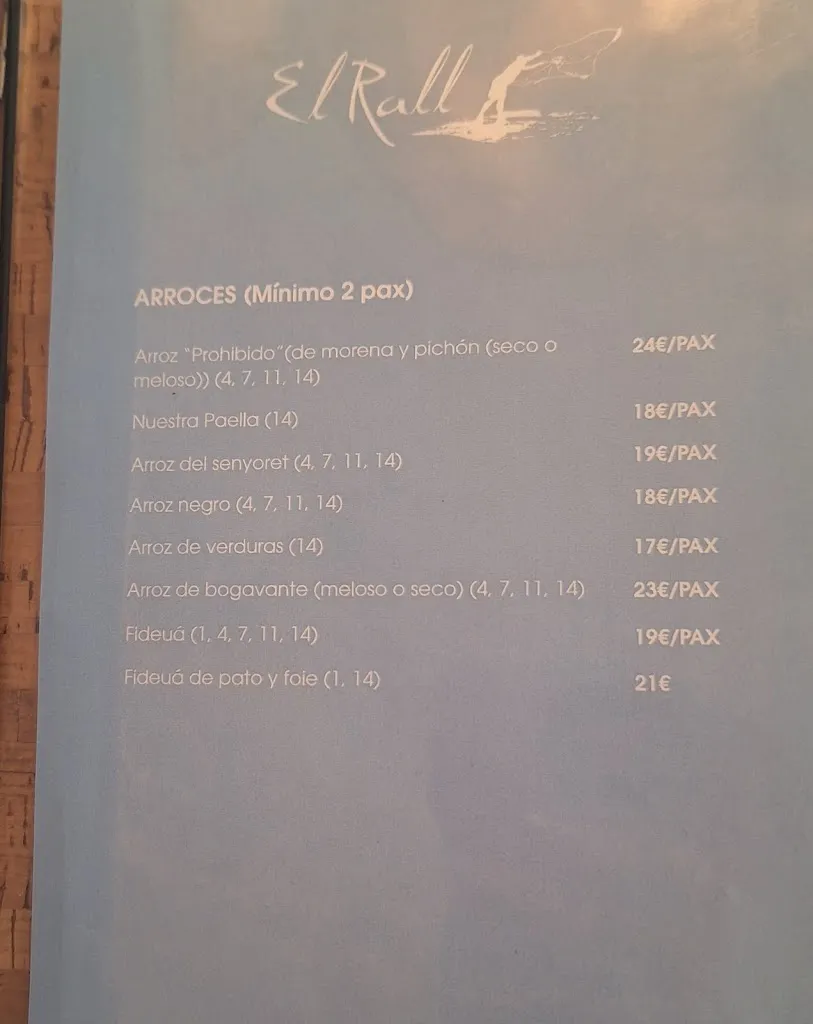 El Rall
ARROCES (Mínimo 2 pax)
Arroz "Prohibido"(de morena y pichón (seco o 24€/PAX
meloso)) (4, 7, 11, 14)
Nuestra Paella (14) 18€/PAX
Arroz del senyoret (4, 7, 11, 14) 19€/PAX
Arroz negro (4, 7, 11, 14) 18€/PAX
Arroz de verduras (14) 17€/PAX
Arroz de bogavante (meloso o seco) (4, 7, 11, 14) 23€/PAX
Fideuá (1, 4, 7, 11, 14) 19€/PAX
Fideuá de pato y foie (1, 14) 21€